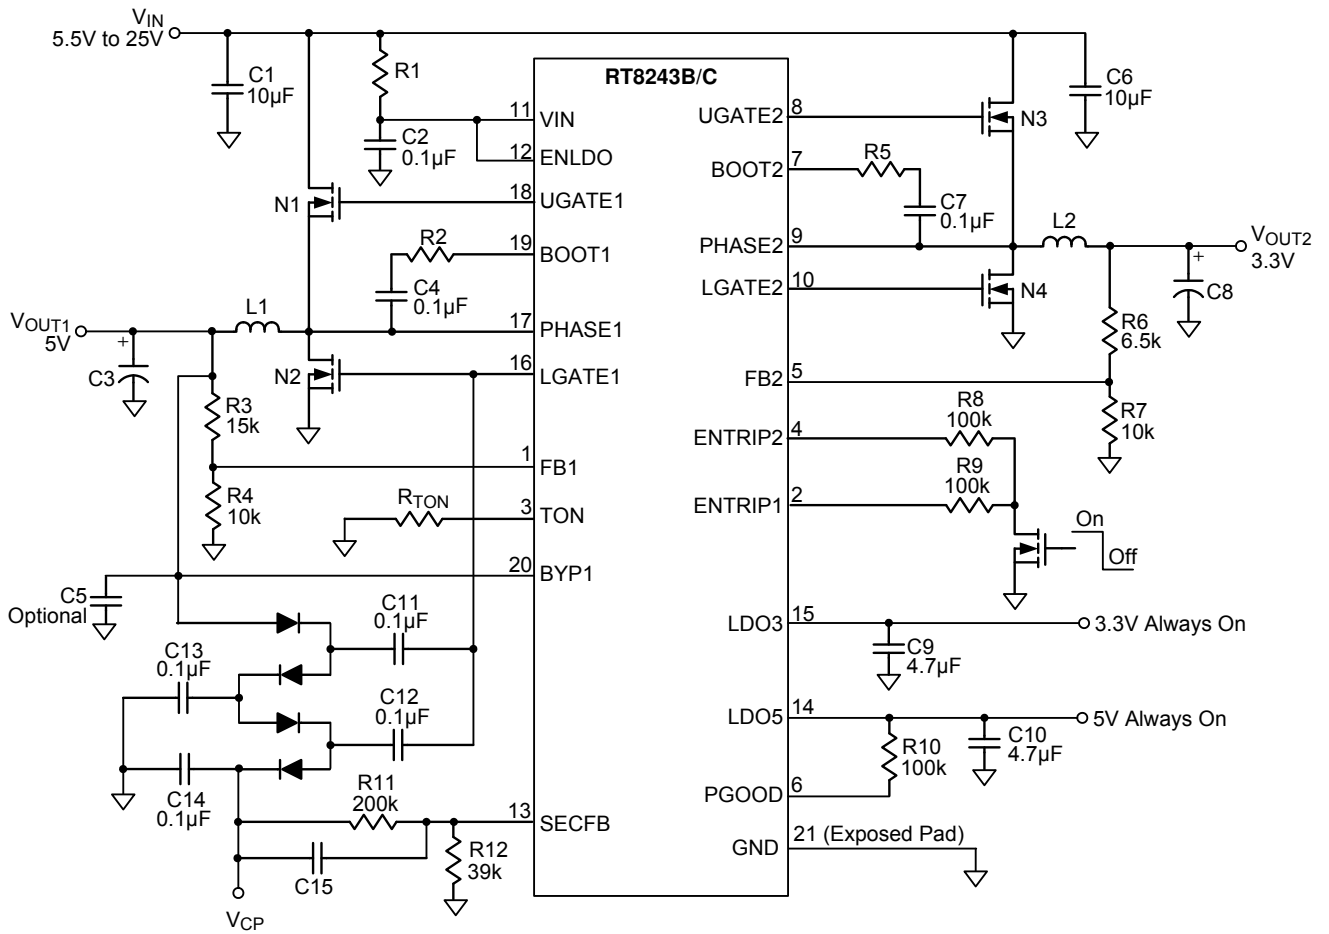 VIN
5.5V to 25V
C1
10µF
R1
C2
0.1µF
RT8243B/C
11
VIN
12
ENLDO
18
UGATE1
N1
19
BOOT1
R2
C4
0.1µF
17
PHASE1
L1
VOUT1
5V
+
C3
16
LGATE1
N2
R3
15k
1
FB1
R4
10k
RTON
3
TON
20
BYP1
C5
Optional
C11
0.1µF
C13
0.1µF
C12
0.1µF
C14
0.1µF
R11
200k
13
SECFB
R12
39k
C15
VCP
UGATE2
8
N3
C6
10µF
BOOT2
7
R5
C7
0.1µF
PHASE2
9
L2
VOUT2
3.3V
+
C8
LGATE2
10
N4
R6
6.5k
FB2
5
R7
10k
R8
100k
ENTRIP2
4
R9
100k
ENTRIP1
2
On
Off
LDO3
15
3.3V Always On
C9
4.7µF
LDO5
14
5V Always On
C10
4.7µF
R10
100k
PGOOD
6
GND
21 (Exposed Pad)